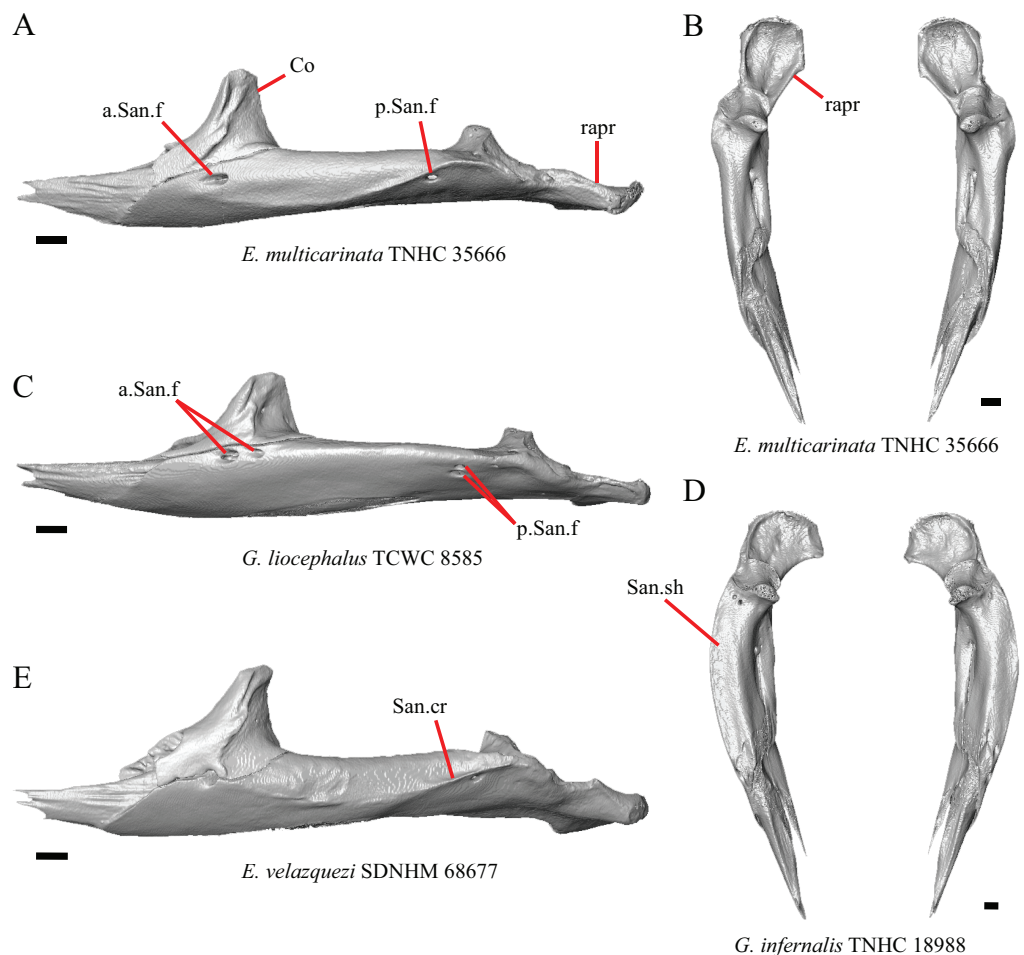 A
Co
a.San.f
p.San.f
rapr
E. multicarinata TNHC 35666
B
rapr
E. multicarinata TNHC 35666
C
a.San.f
p.San.f
G. liocephalus TCWC 8585
D
San.sh
G. infernalis TNHC 18988
E
San.cr
E. velazquezi SDNHM 68677